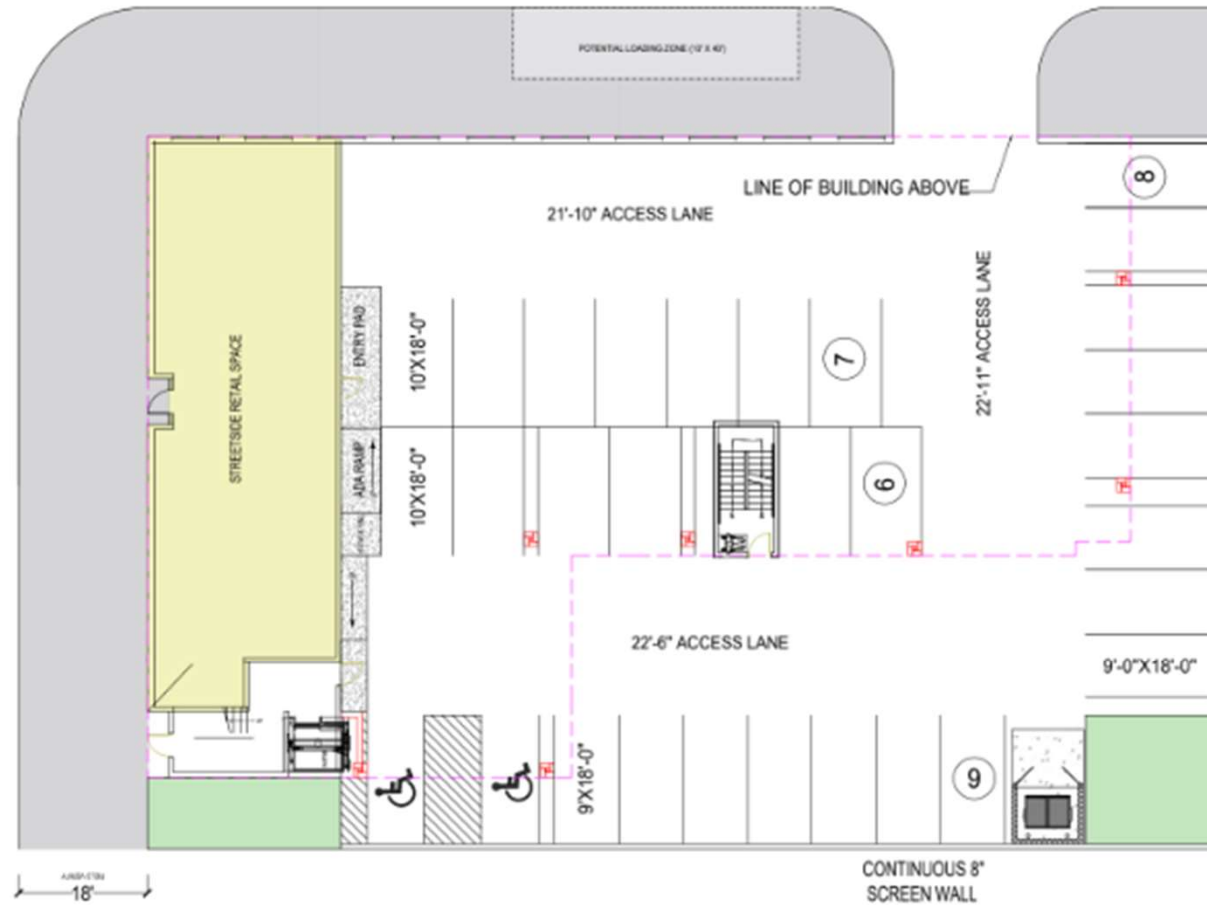 POTENTIAL LOADING ZONE (10' X 40')
LINE OF BUILDING ABOVE
8
21'-10" ACCESS LANE
22'-11" ACCESS LANE
STREETSIDE RETAIL SPACE
ENTRY PAD
10'X18'-0"
7
ADA RAMP
10'X18'-0"
6
22'-6" ACCESS LANE
9'-0"X18'-0"
9'X18'-0"
9
CONTINUOUS 8"
SCREEN WALL
18'